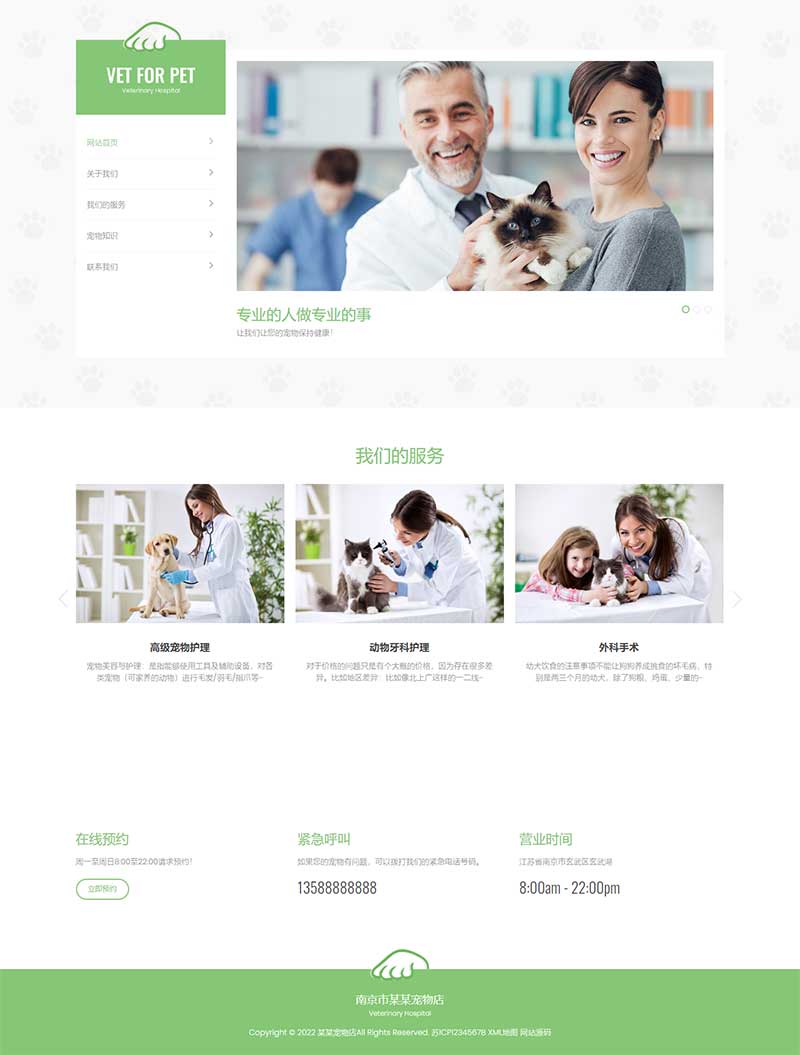 VET FOR PET
Veterinary Hospital
网站首页
关于我们
我们的服务
宠物知识
联系我们
专业的人做专业的事
让我们让您的宠物保持健康!
我们的服务
高级宠物护理
宠物美容与护理：是指能够使用工具及辅助设备，对各
类宠物（可家养的动物）进行毛发/羽毛/指爪等~
动物牙科护理
对于价格的问题只是有个大概的价格，因为存在很多差
异。比如地区差异：比如像北上广这样的一二线~
外科手术
幼犬饮食的注意事项不能让狗狗养成挑食的坏毛病，特
别是两三个月的幼犬，除了狗粮、鸡蛋、少量的~
在线预约
周一至周日8:00至22:00请求预约!
立即预约
紧急呼叫
如果您的宠物有问题，可以拨打我们的紧急电话号码。
13588888888
营业时间
江苏省南京市玄武区玄武湖
8:00am - 22:00pm
南京市某某宠物店
Veterinary Hospital
Copyright © 2022 某某宠物店All Rights Reserved. 苏ICP12345678 XML地图 网站源码